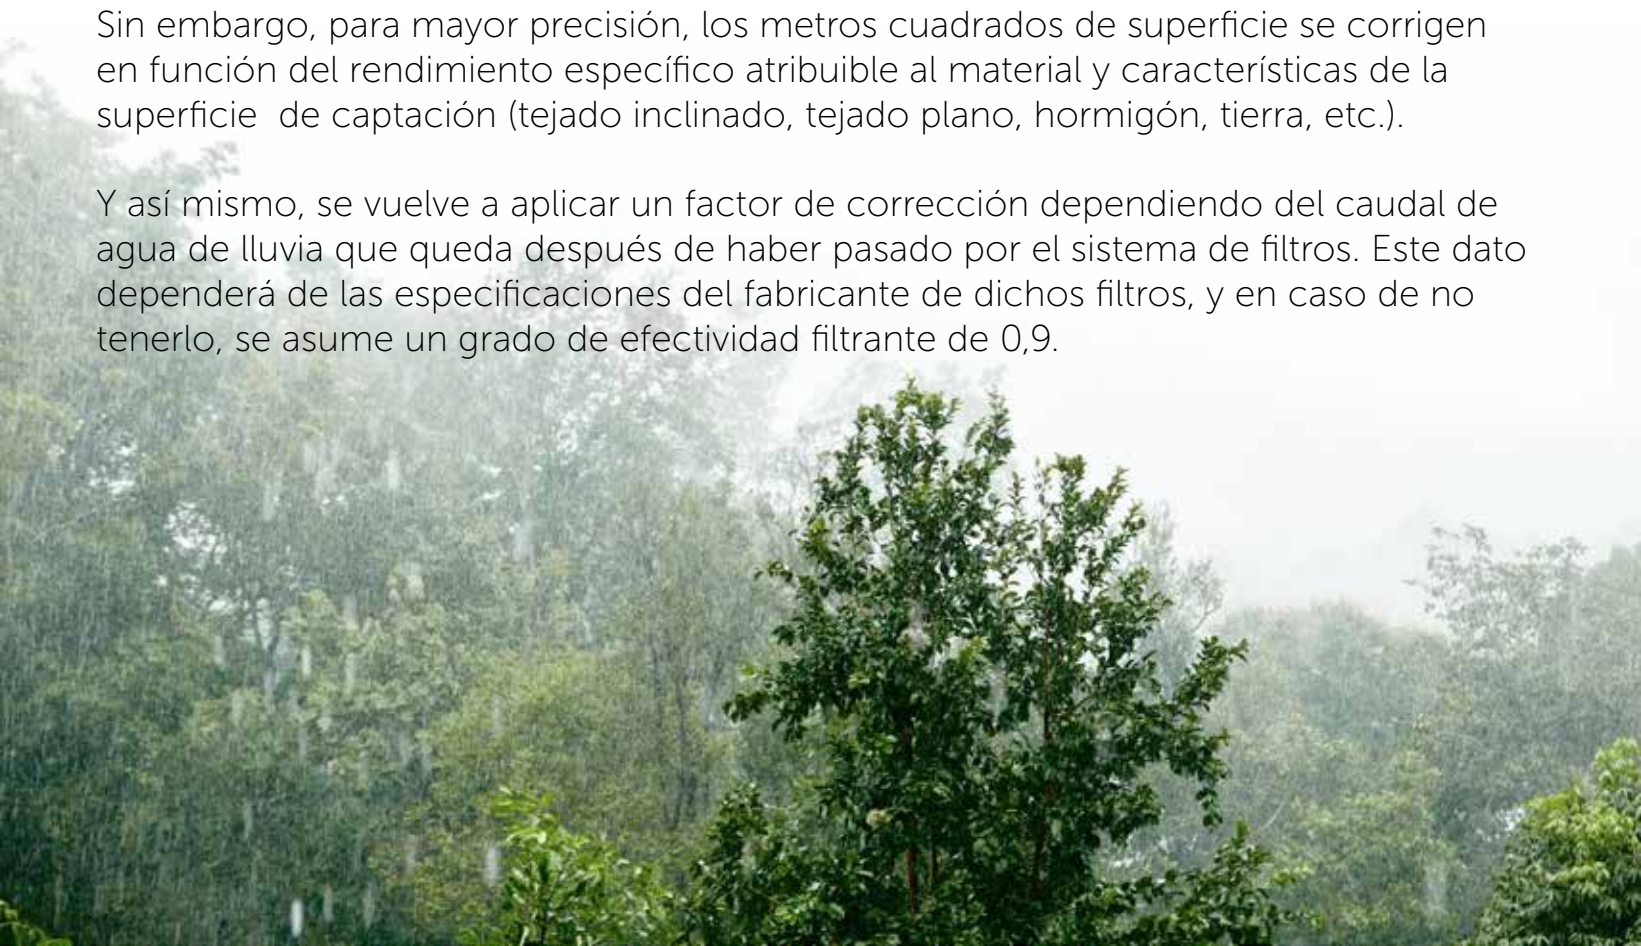 Sin embargo, para mayor precisión, los metros cuadrados de superficie se corrigen
en función del rendimiento específico atribuible al material y características de la
superficie  de captación (tejado inclinado, tejado plano, hormigón, tierra, etc.).
Y así mismo, se vuelve a aplicar un factor de corrección dependiendo del caudal de
agua de lluvia que queda después de haber pasado por el sistema de filtros. Este dato
dependerá de las especificaciones del fabricante de dichos filtros, y en caso de no
tenerlo, se asume un grado de efectividad filtrante de 0,9.